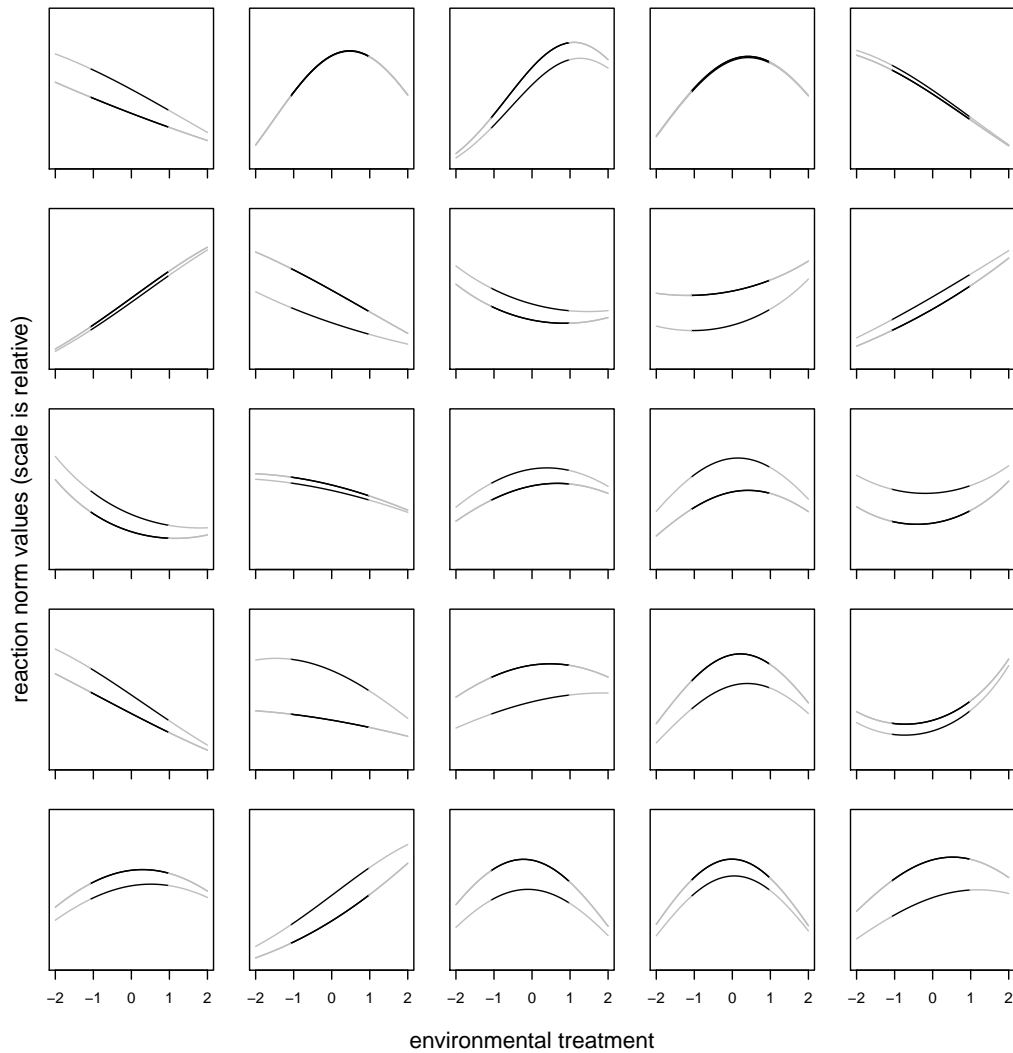 reaction norm values (scale is relative)
−2 −1 0 1 2 −2 −1 0 1 2 −2 −1 0 1 2 −2 −1 0 1 2 −2 −1 0 1 2
environmental treatment